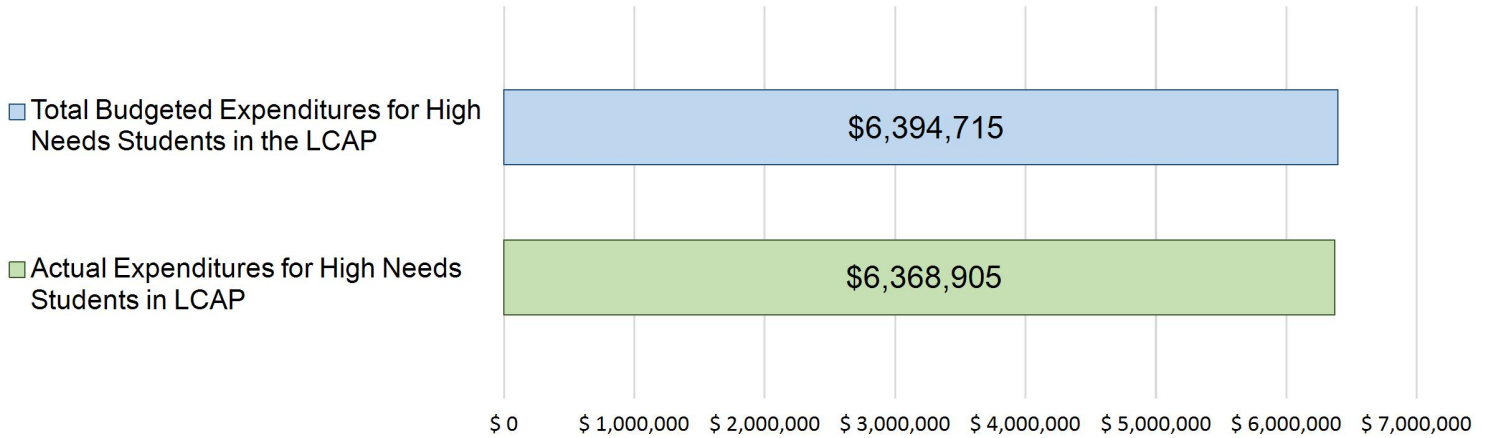 Total Budgeted Expenditures for High
Needs Students in the LCAP
$6,394,715
Actual Expenditures for High Needs
Students in LCAP
$6,368,905
$ 0 $ 1,000,000 $ 2,000,000 $ 3,000,000 $ 4,000,000 $ 5,000,000 $ 6,000,000 $ 7,000,000